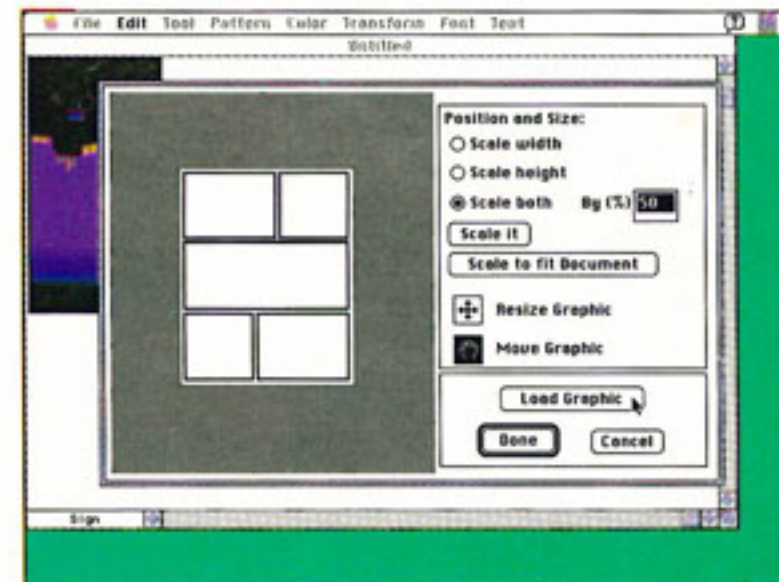 File Edit Tool Pattern Color Transform Font Text
Untitled
Position and Size:
Scale width
Scale height
Scale both By (%) 50
Scale it
Scale to fit Document
Resize Graphic
Move Graphic
Load Graphic
Done Cancel
Sign